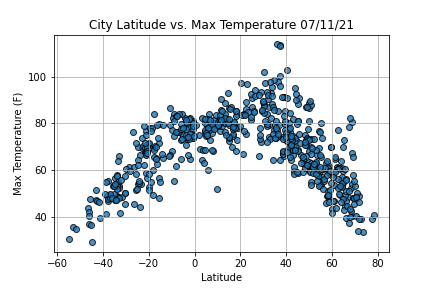 City Latitude vs. Max Temperature 07/11/21
Max Temperature (F)
100
80
60
40
−60 −40 −20 0 20 40 60 80
Latitude